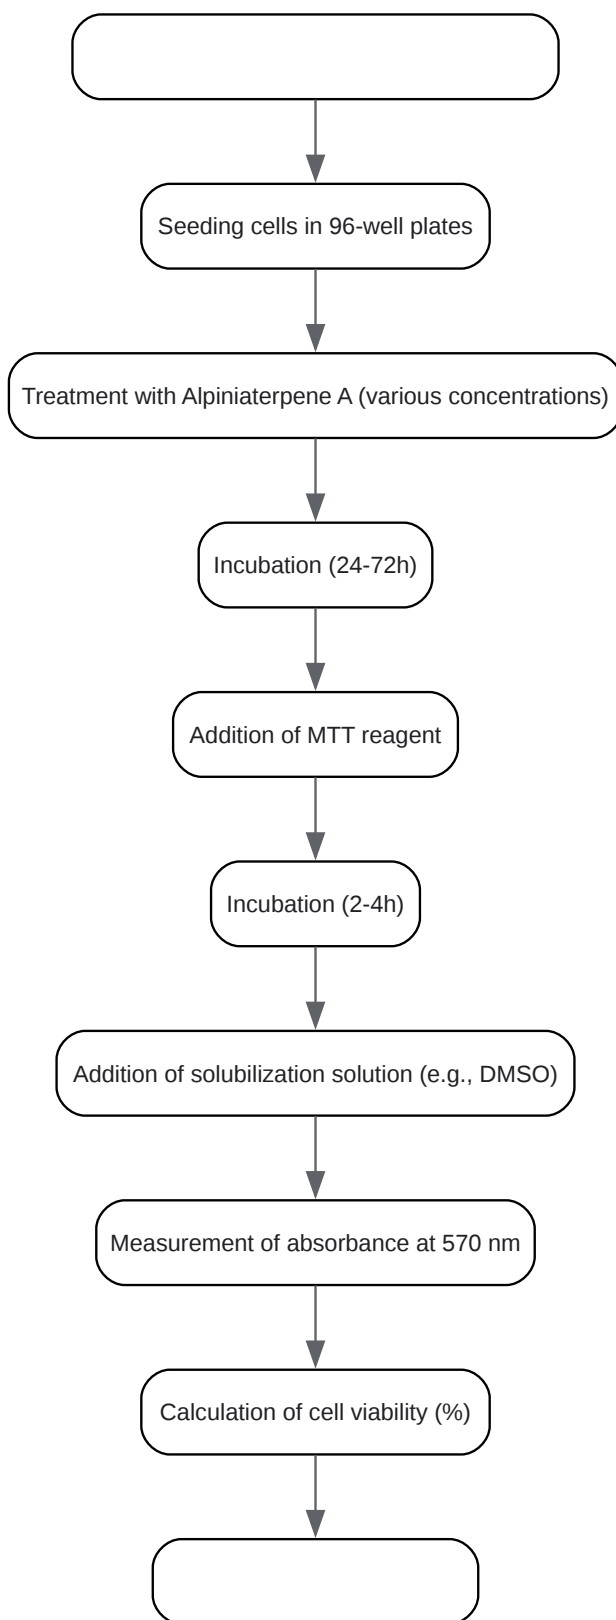 Seeding cells in 96-well plates
Treatment with Alpiniaterpene A (various concentrations)
Incubation (24-72h)
Addition of MTT reagent
Incubation (2-4h)
Addition of solubilization solution (e.g., DMSO)
Measurement of absorbance at 570 nm
Calculation of cell viability (%)